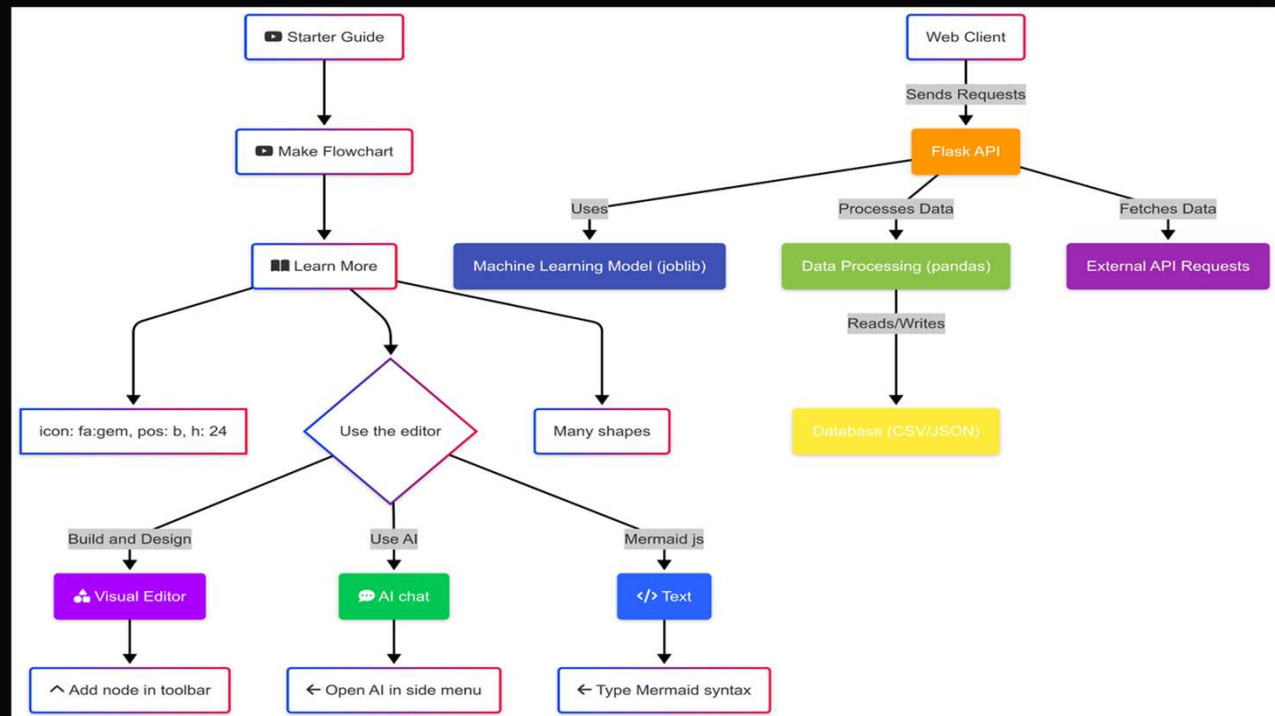 Starter Guide
Make Flowchart
Learn More
icon: fa:gem, pos: b, h: 24
Use the editor
Many shapes
Build and Design
Use AI
Mermaid js
Visual Editor
AI chat
</> Text
Add node in toolbar
Open AI in side menu
Type Mermaid syntax
Web Client
Sends Requests
Flask API
Uses
Processes Data
Fetches Data
Machine Learning Model (joblib)
Data Processing (pandas)
External API Requests
Reads/Writes
Database (CSV/JSON)